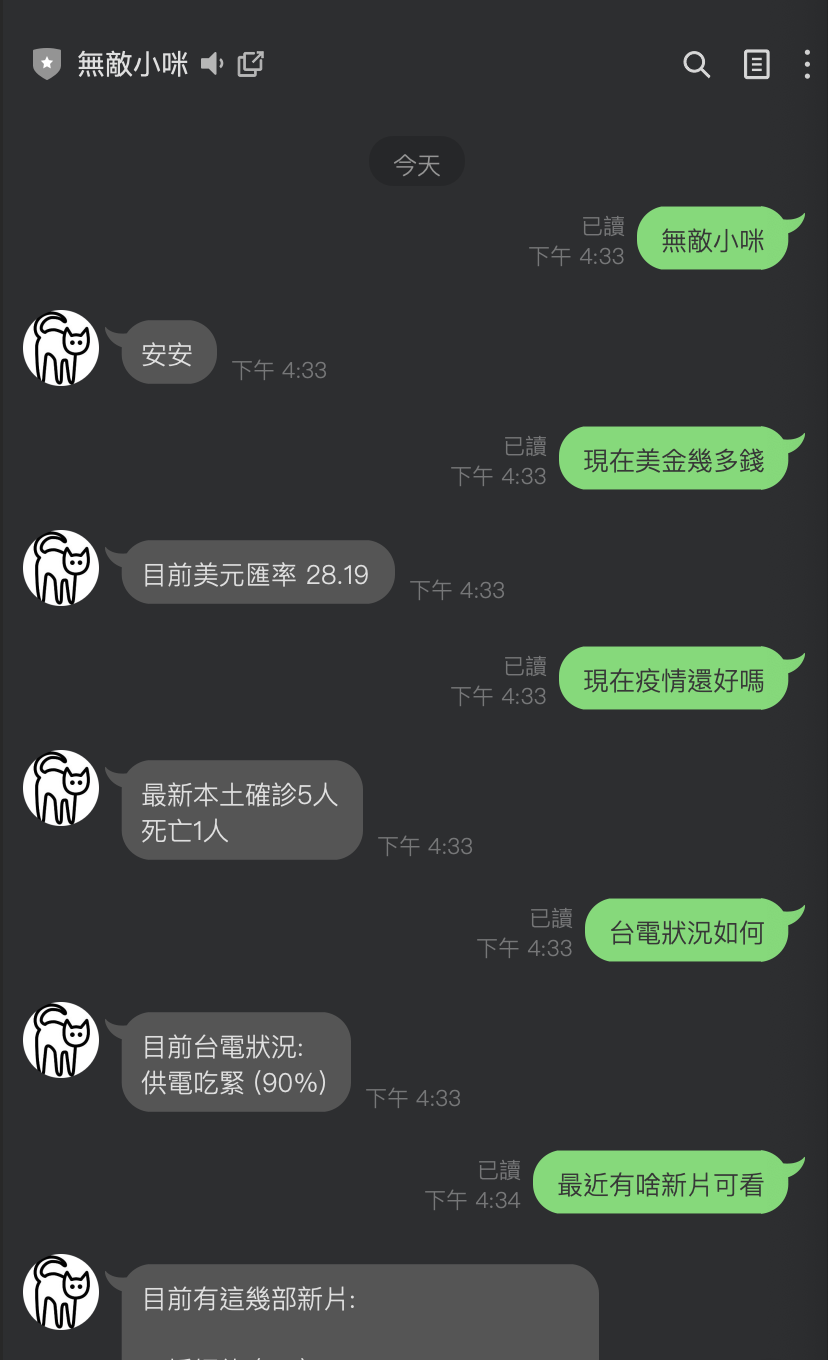 無敵小咪
今天
已讀
下午 4:33
無敵小咪
安安
下午 4:33
已讀
下午 4:33
現在美金幾多錢
目前美元匯率 28.19
下午 4:33
已讀
下午 4:33
現在疫情還好嗎
最新本土確診5人
死亡1人
下午 4:33
已讀
下午 4:33
台電狀況如何
目前台電狀況:
供電吃緊 (90%)
下午 4:33
已讀
下午 4:34
最近有啥新片可看
目前有這幾部新片: